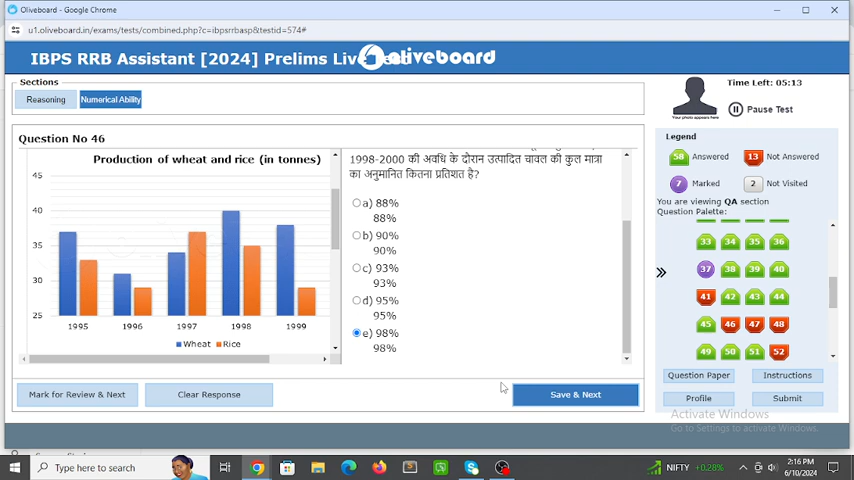 Oliveboard - Google Chrome
u1.oliveboard.in/exams/tests/combined.php?c=ibpsrrbasp&testid=574#
IBPS RRB Assistant [2024] Prelims Live Test
oliveboard
Sections
Reasoning
Numerical Ability
Question No 46
Production of wheat and rice (in tonnes)
45
40
35
30
25
1995 1996 1997 1998 1999
Wheat Rice
1998-2000 की अवधि के दौरान उत्पादित चावल की कुल मात्रा
का अनुमानित कितना प्रतिशत है?
a) 88%
88%
b) 90%
90%
c) 93%
93%
d) 95%
95%
e) 98%
98%
Mark for Review & Next
Clear Response
Save & Next
Your photo appears here
Time Left : 05:13
Pause Test
Legend
58 Answered
13 Not Answered
7 Marked
2 Not Visited
You are viewing QA section
Question Palette:
33 34 35 36
37 38 39 40
41 42 43 44
45 46 47 48
49 50 51 52
Question Paper
Instructions
Profile
Submit
Activate Windows
Go to Settings to activate Windows.
Type here to search
NIFTY +0.28%
2:16 PM
6/10/2024